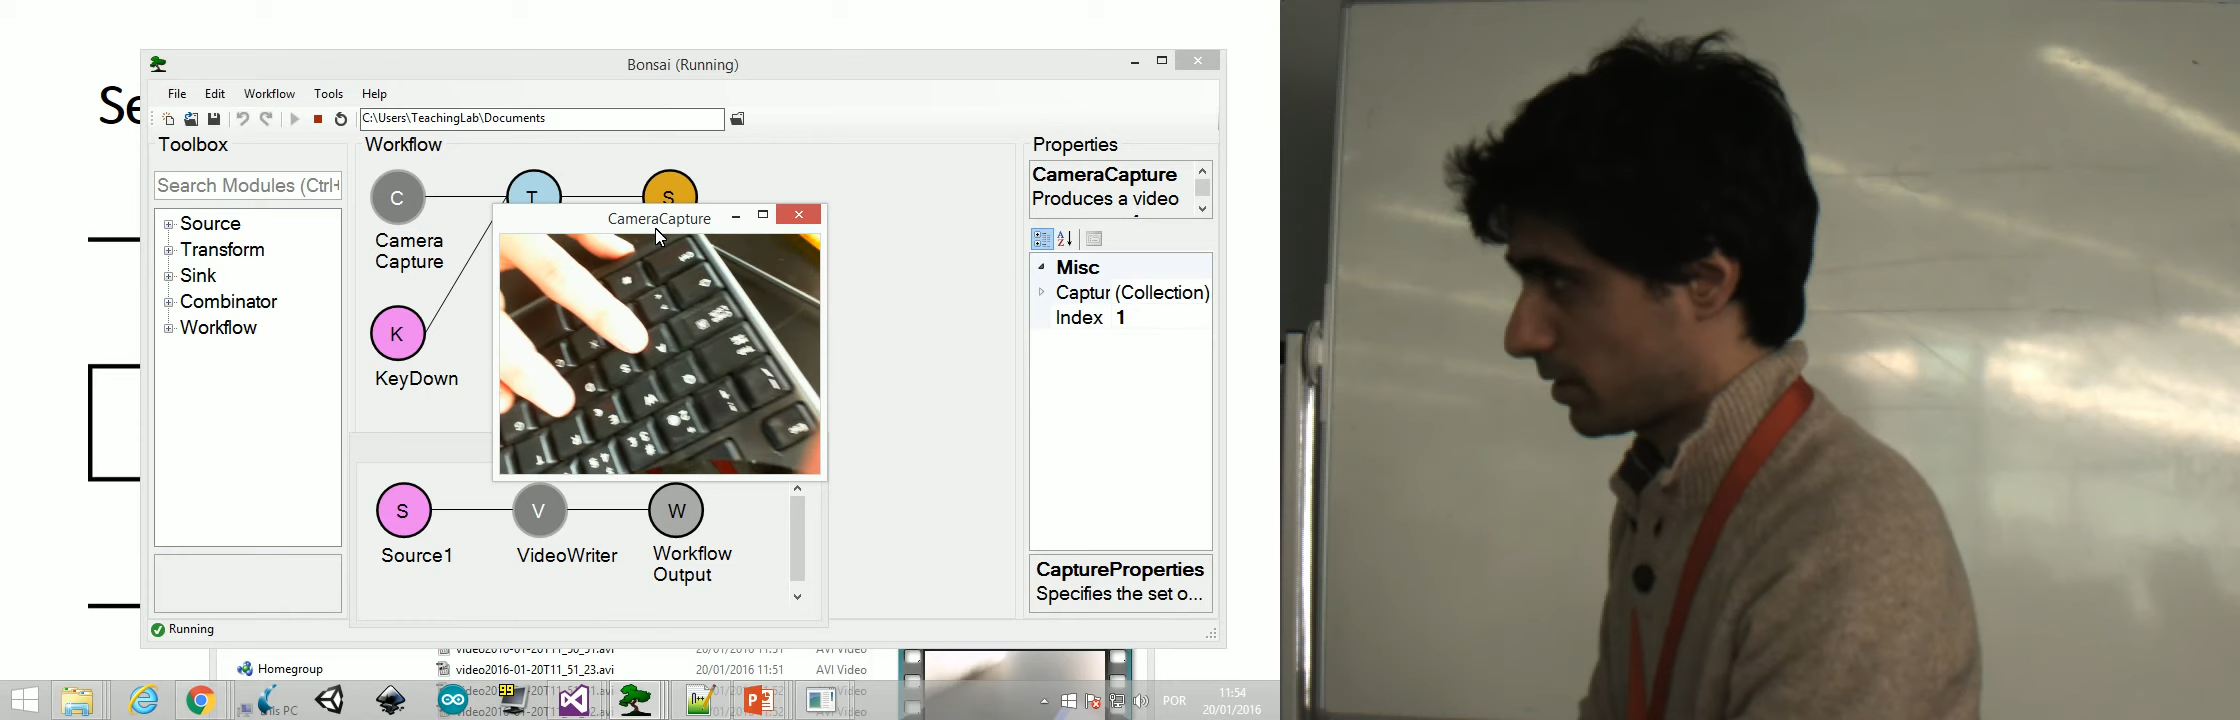 Se
Bonsai (Running)
File Edit Workflow Tools Help
C:\Users\TeachingLab\Documents
Toolbox
Workflow
Properties
Search Modules (Ctrl+
Source
Transform
Sink
Combinator
Workflow
C
T
S
Camera
Capture
K
KeyDown
CameraCapture
S
V
W
Source1
VideoWriter
Workflow
Output
CameraCapture
Produces a video
Misc
Captur (Collection)
Index 1
CaptureProperties
Specifies the set o...
Running
Homegroup
video2016-01-20T11_51_23.avi 20/01/2016 11:51 AVI Video
This PC
99
POR
11:54
20/01/2016